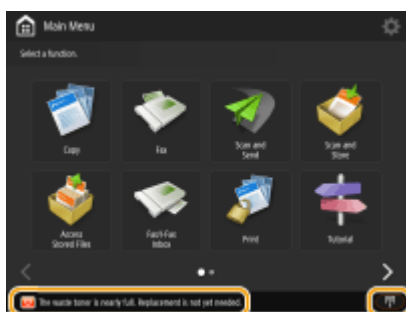 Main Menu
Select a function.
Copy
Fax
Scan and
Send
Scan and
Store
Access
Stored Files
Fax/I-Fax
Inbox
Print
Tutorial
The waste toner is nearly full. Replacement is not yet needed.